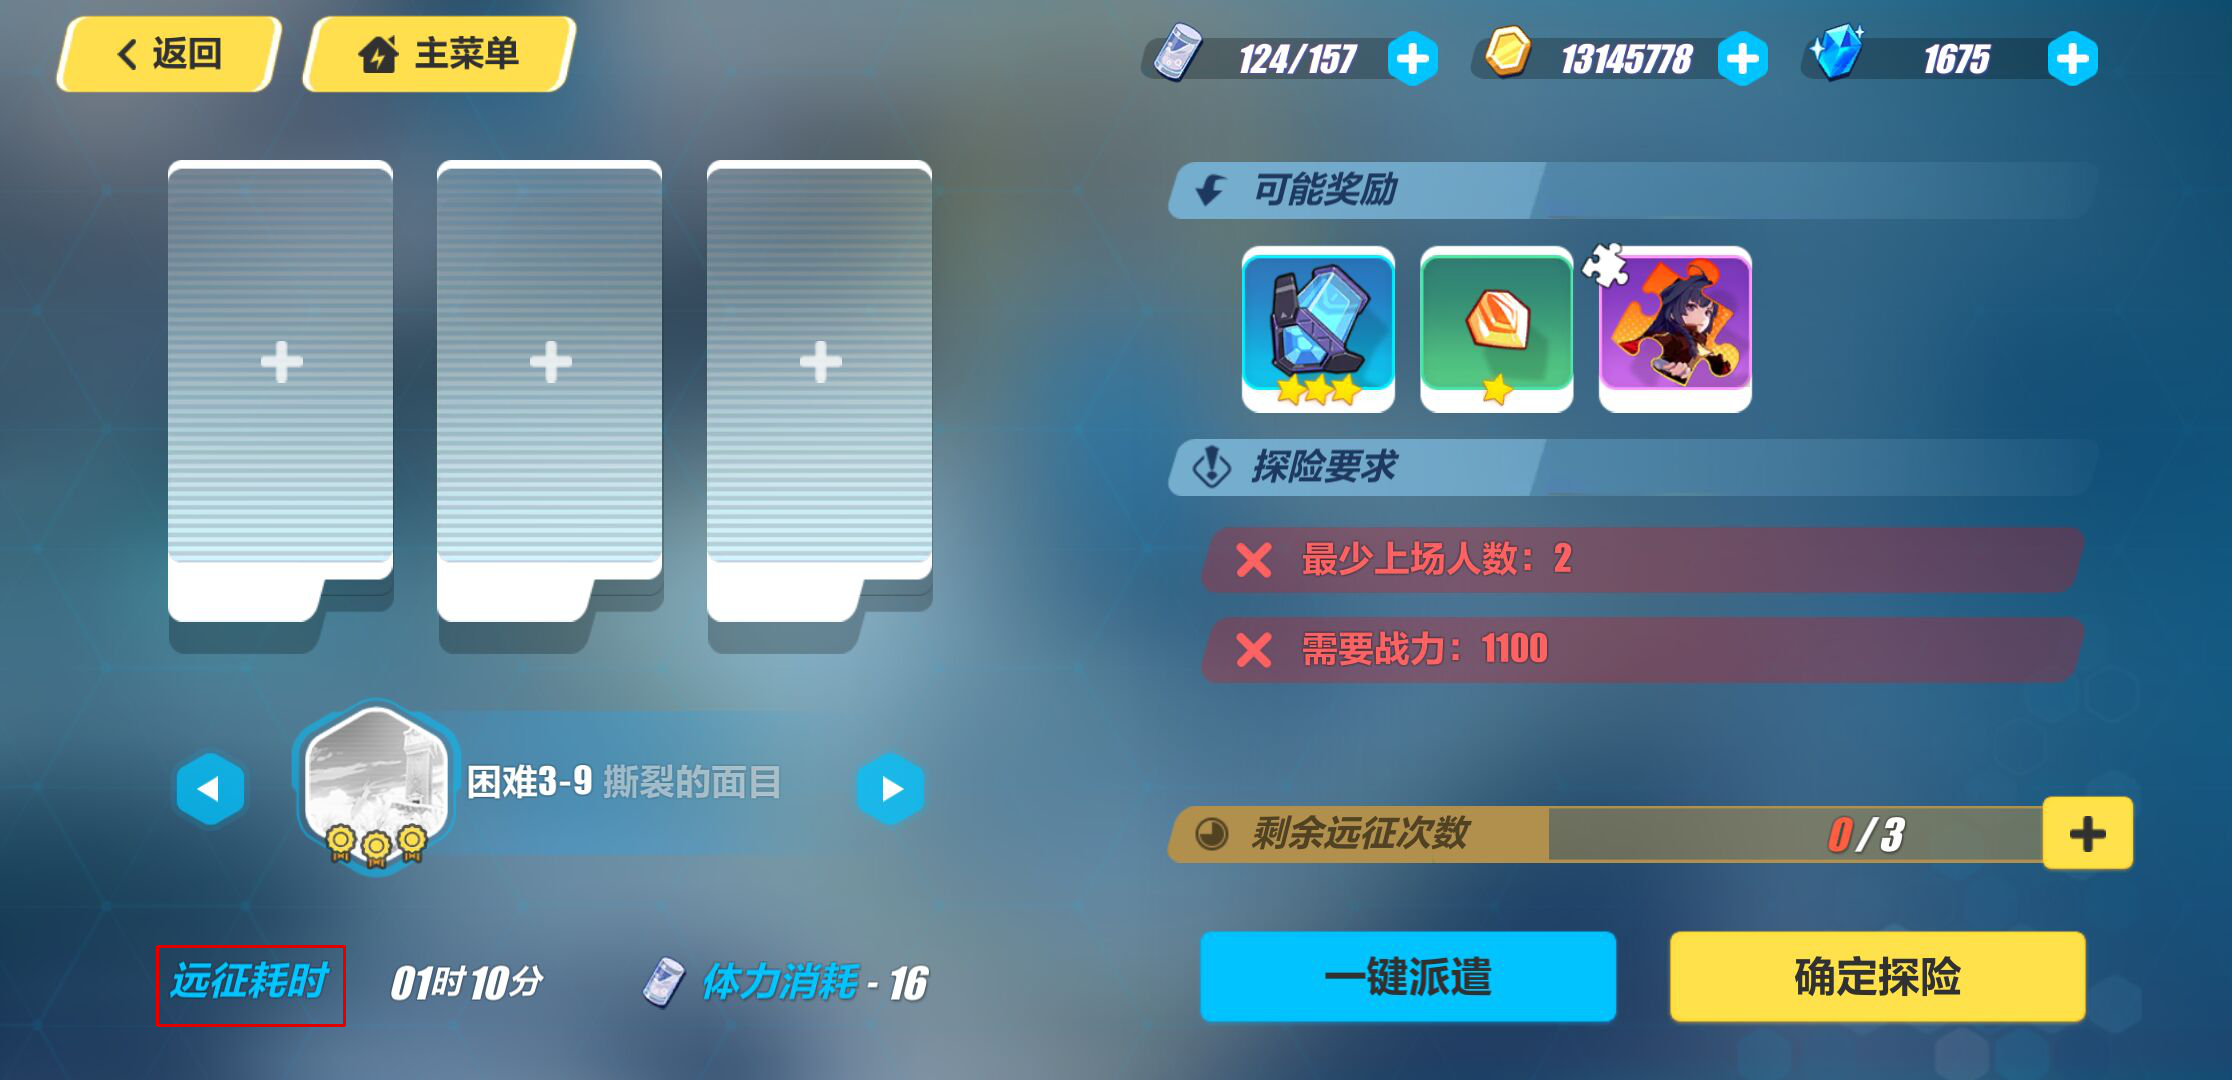 返回
主菜单
124/157
13145778
1675
可能奖励
探险要求
最少上场人数：2
需要战力：1100
困难3-9 撕裂的面目
剩余远征次数
0/3
远征耗时
01时10分
体力消耗 - 16
一键派遣
确定探险